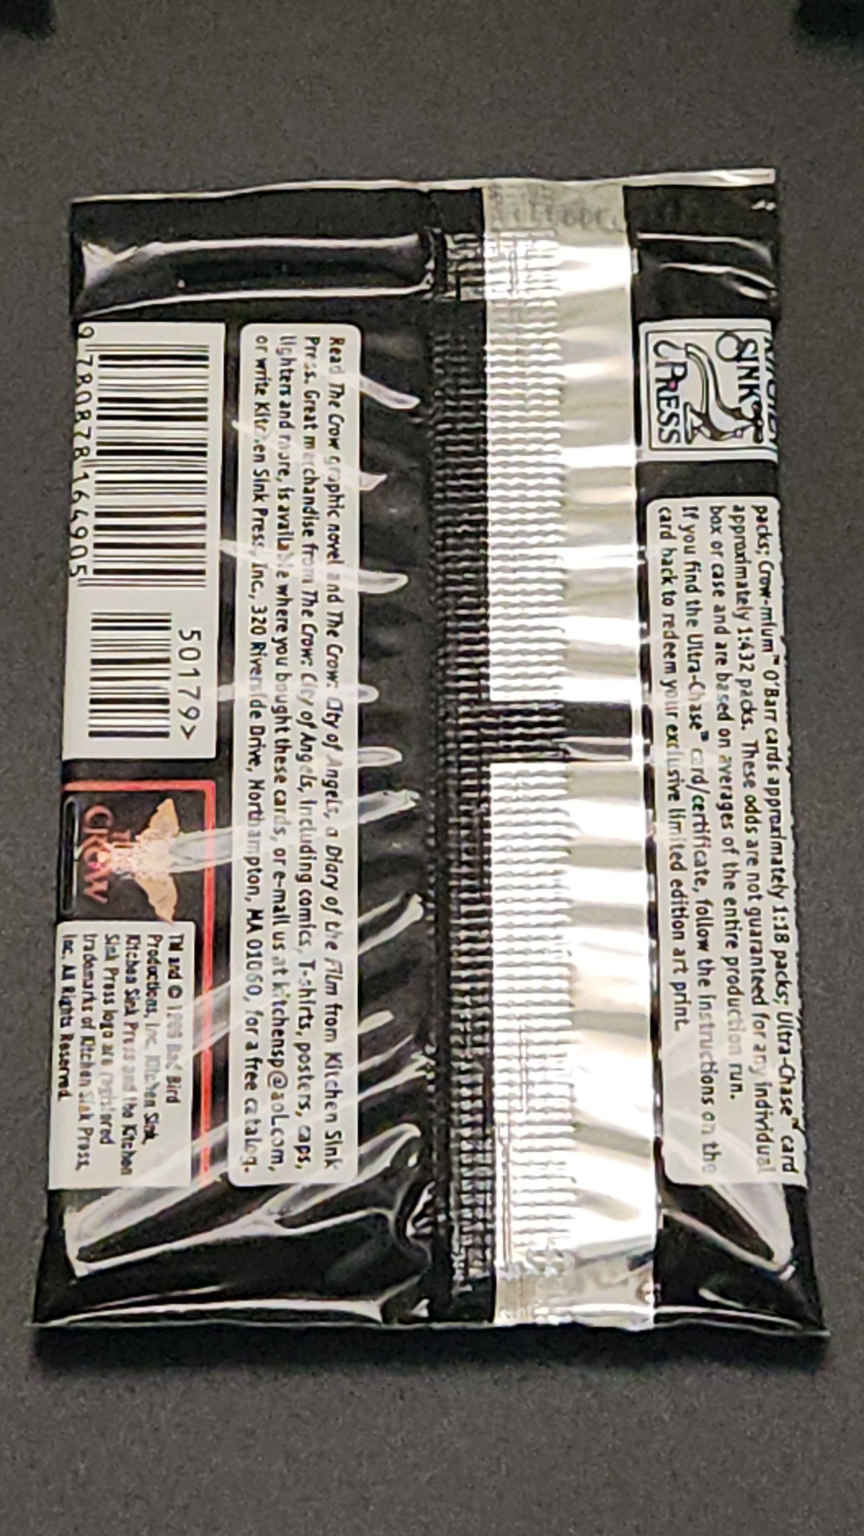 SINK
PRESS
packs; Crow-mium™ O'Barr cards approximately 1:18 packs; Ultra-Chase™ card
approximately 1:432 packs. These odds are not guaranteed for any individual
box or case and are based on averages of the entire production run.
If you find the Ultra-Chase™ card/certificate, follow the instructions on the
card back to redeem your exclusive limited edition art print.
Read The Crow graphic novel and The Crow: City of Angels, a Diary of the Film from Kitchen Sink
Press. Great merchandise from The Crow: City of Angels, including comics, T-shirts, posters, caps,
lighters and more, is available where you bought these cards, or e-mail us at kitchensp@aol.com,
or write Kitchen Sink Press, Inc., 320 Riverside Drive, Northampton, MA 01060, for a free catalog.
50179>
9 780878 164905
THE
CROW
TM and © Bad Bird
Productions, Inc. Kitchen Sink,
Kitchen Sink Press and the Kitchen
Sink Press logo are registered
trademarks of Kitchen Sink Press,
Inc. All Rights Reserved.